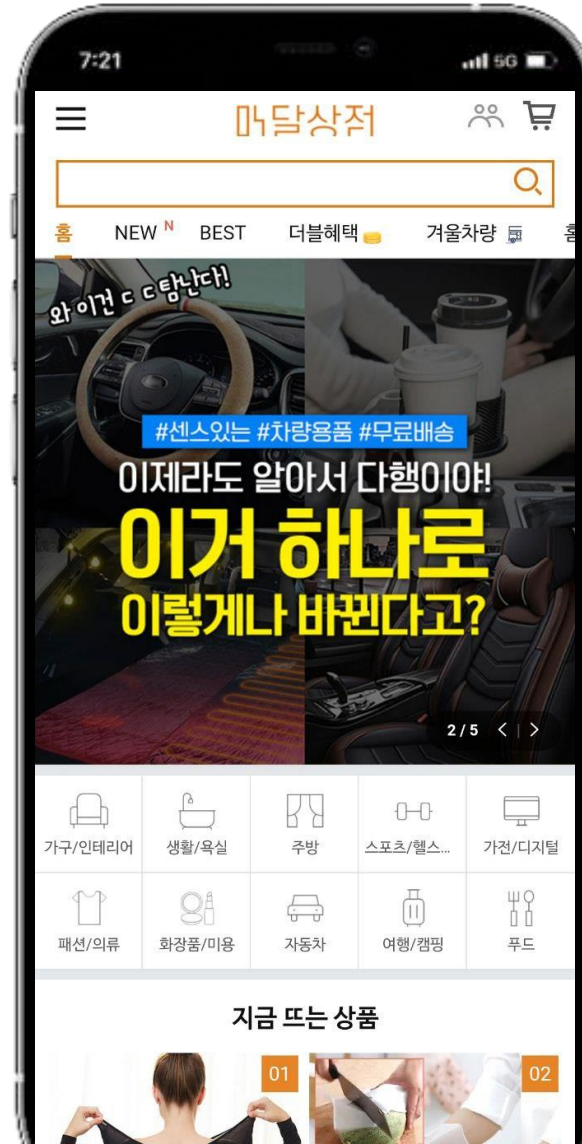 7:21
5G
마달상점
홈 NEW N BEST 더블혜택 겨울차량 홈
와 이건 ㄷㄷ 탐난다!
#센스있는 #차량용품 #무료배송
이제라도 알아서 다행이야!
이거 하나로
이렇게나 바뀐다고?
2 / 5 < | >
가구/인테리어 생활/욕실 주방 스포츠/헬스... 가전/디지털
패션/의류 화장품/미용 자동차 여행/캠핑 푸드
지금 뜨는 상품
01 02